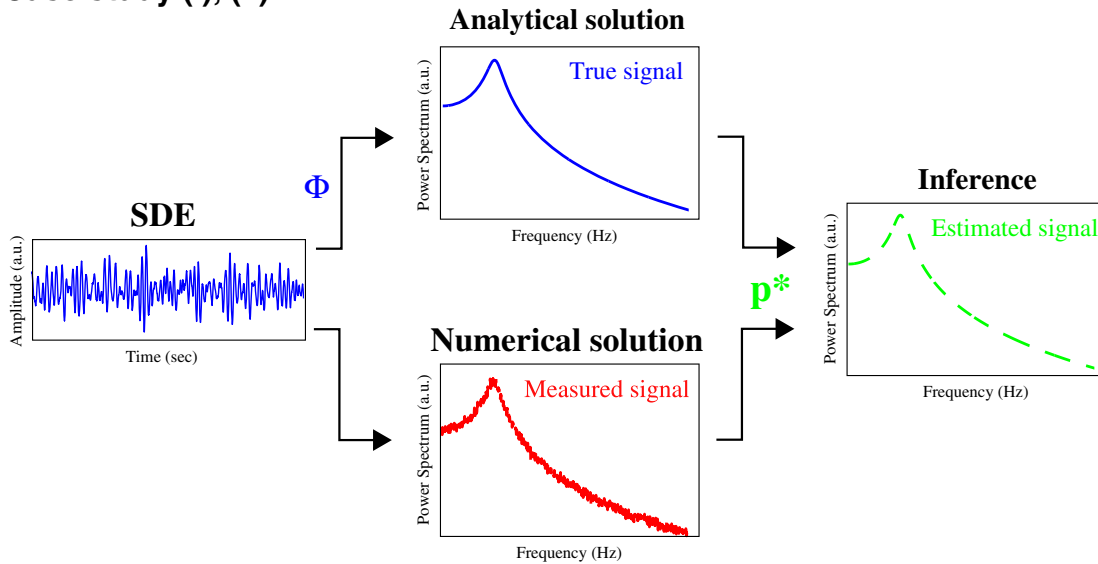 Analytical solution
True signal
Power Spectrum (a.u.)
Frequency (Hz)
Φ
SDE
Amplitude (a.u.)
Time (sec)
Numerical solution
Measured signal
Power Spectrum (a.u.)
Frequency (Hz)
p*
Inference
Estimated signal
Power Spectrum (a.u.)
Frequency (Hz)